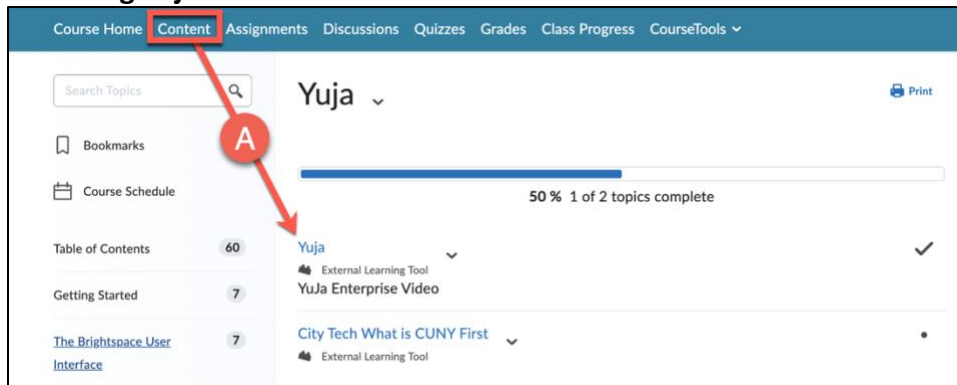 Course Home Content Assignments Discussions Quizzes Grades Class Progress CourseTools
Search Topics
Yuja
Print
Bookmarks
A
Course Schedule
50 % 1 of 2 topics complete
Table of Contents 60
Yuja
External Learning Tool
YuJa Enterprise Video
Getting Started 7
The Brightspace User
Interface
7
City Tech What is CUNY First
External Learning Tool